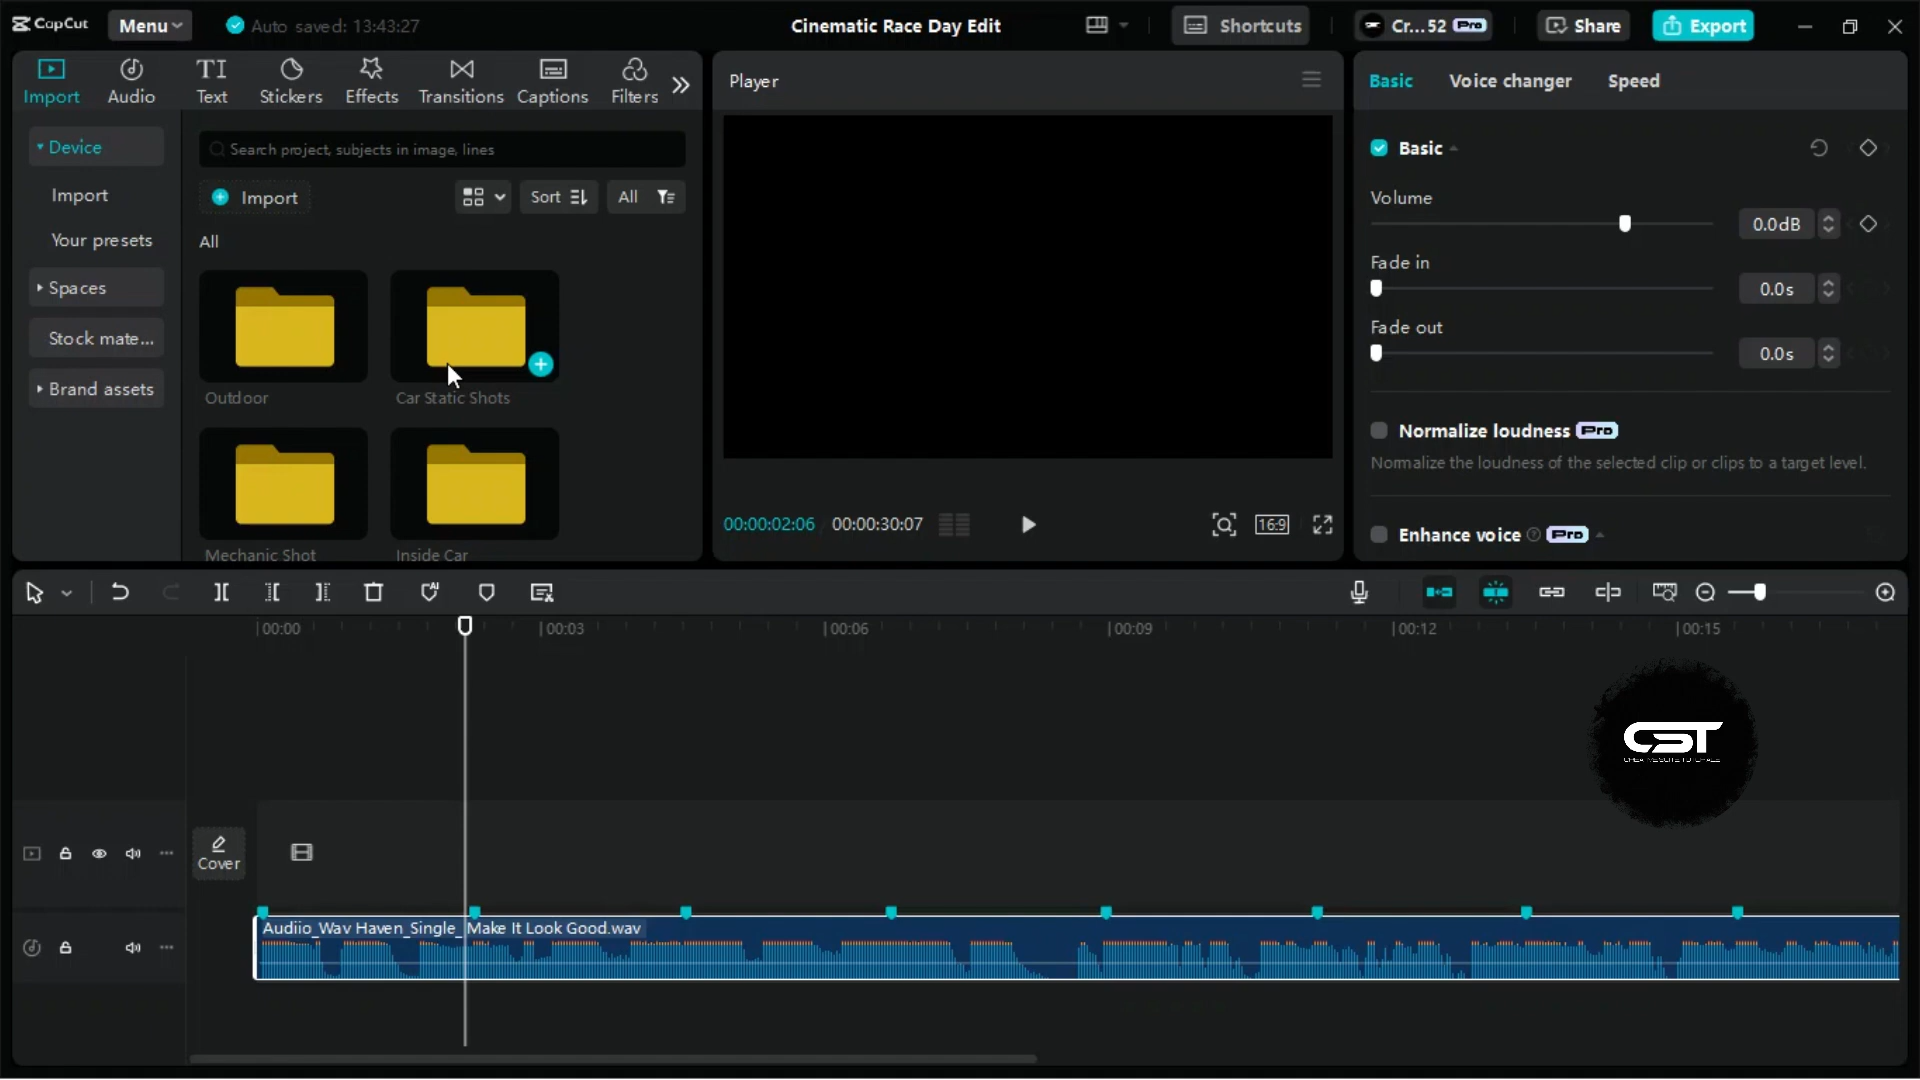 CapCut
Menu
Auto saved: 13:43:27
Cinematic Race Day Edit
Shortcuts
Cr...52 Pro
Share
Export
Import
Audio
TI
Text
Stickers
Effects
Transitions
Captions
Filters
Device
Import
Your presets
Spaces
Stock mate...
Brand assets
Search project, subjects in image, lines
Import
Sort
All
All
Outdoor
Car Static Shots
Mechanic Shot
Inside Car
Player
00:00:02:06
00:00:30:07
16:9
Basic
Voice changer
Speed
Basic
Volume
0.0dB
Fade in
0.0s
Fade out
0.0s
Normalize loudness Pro
Normalize the loudness of the selected clip or clips to a target level.
Enhance voice Pro
00:00
00:03
00:06
00:09
00:12
00:15
CST
Cover
Audiio_Wav Haven_Single_ Make It Look Good.wav